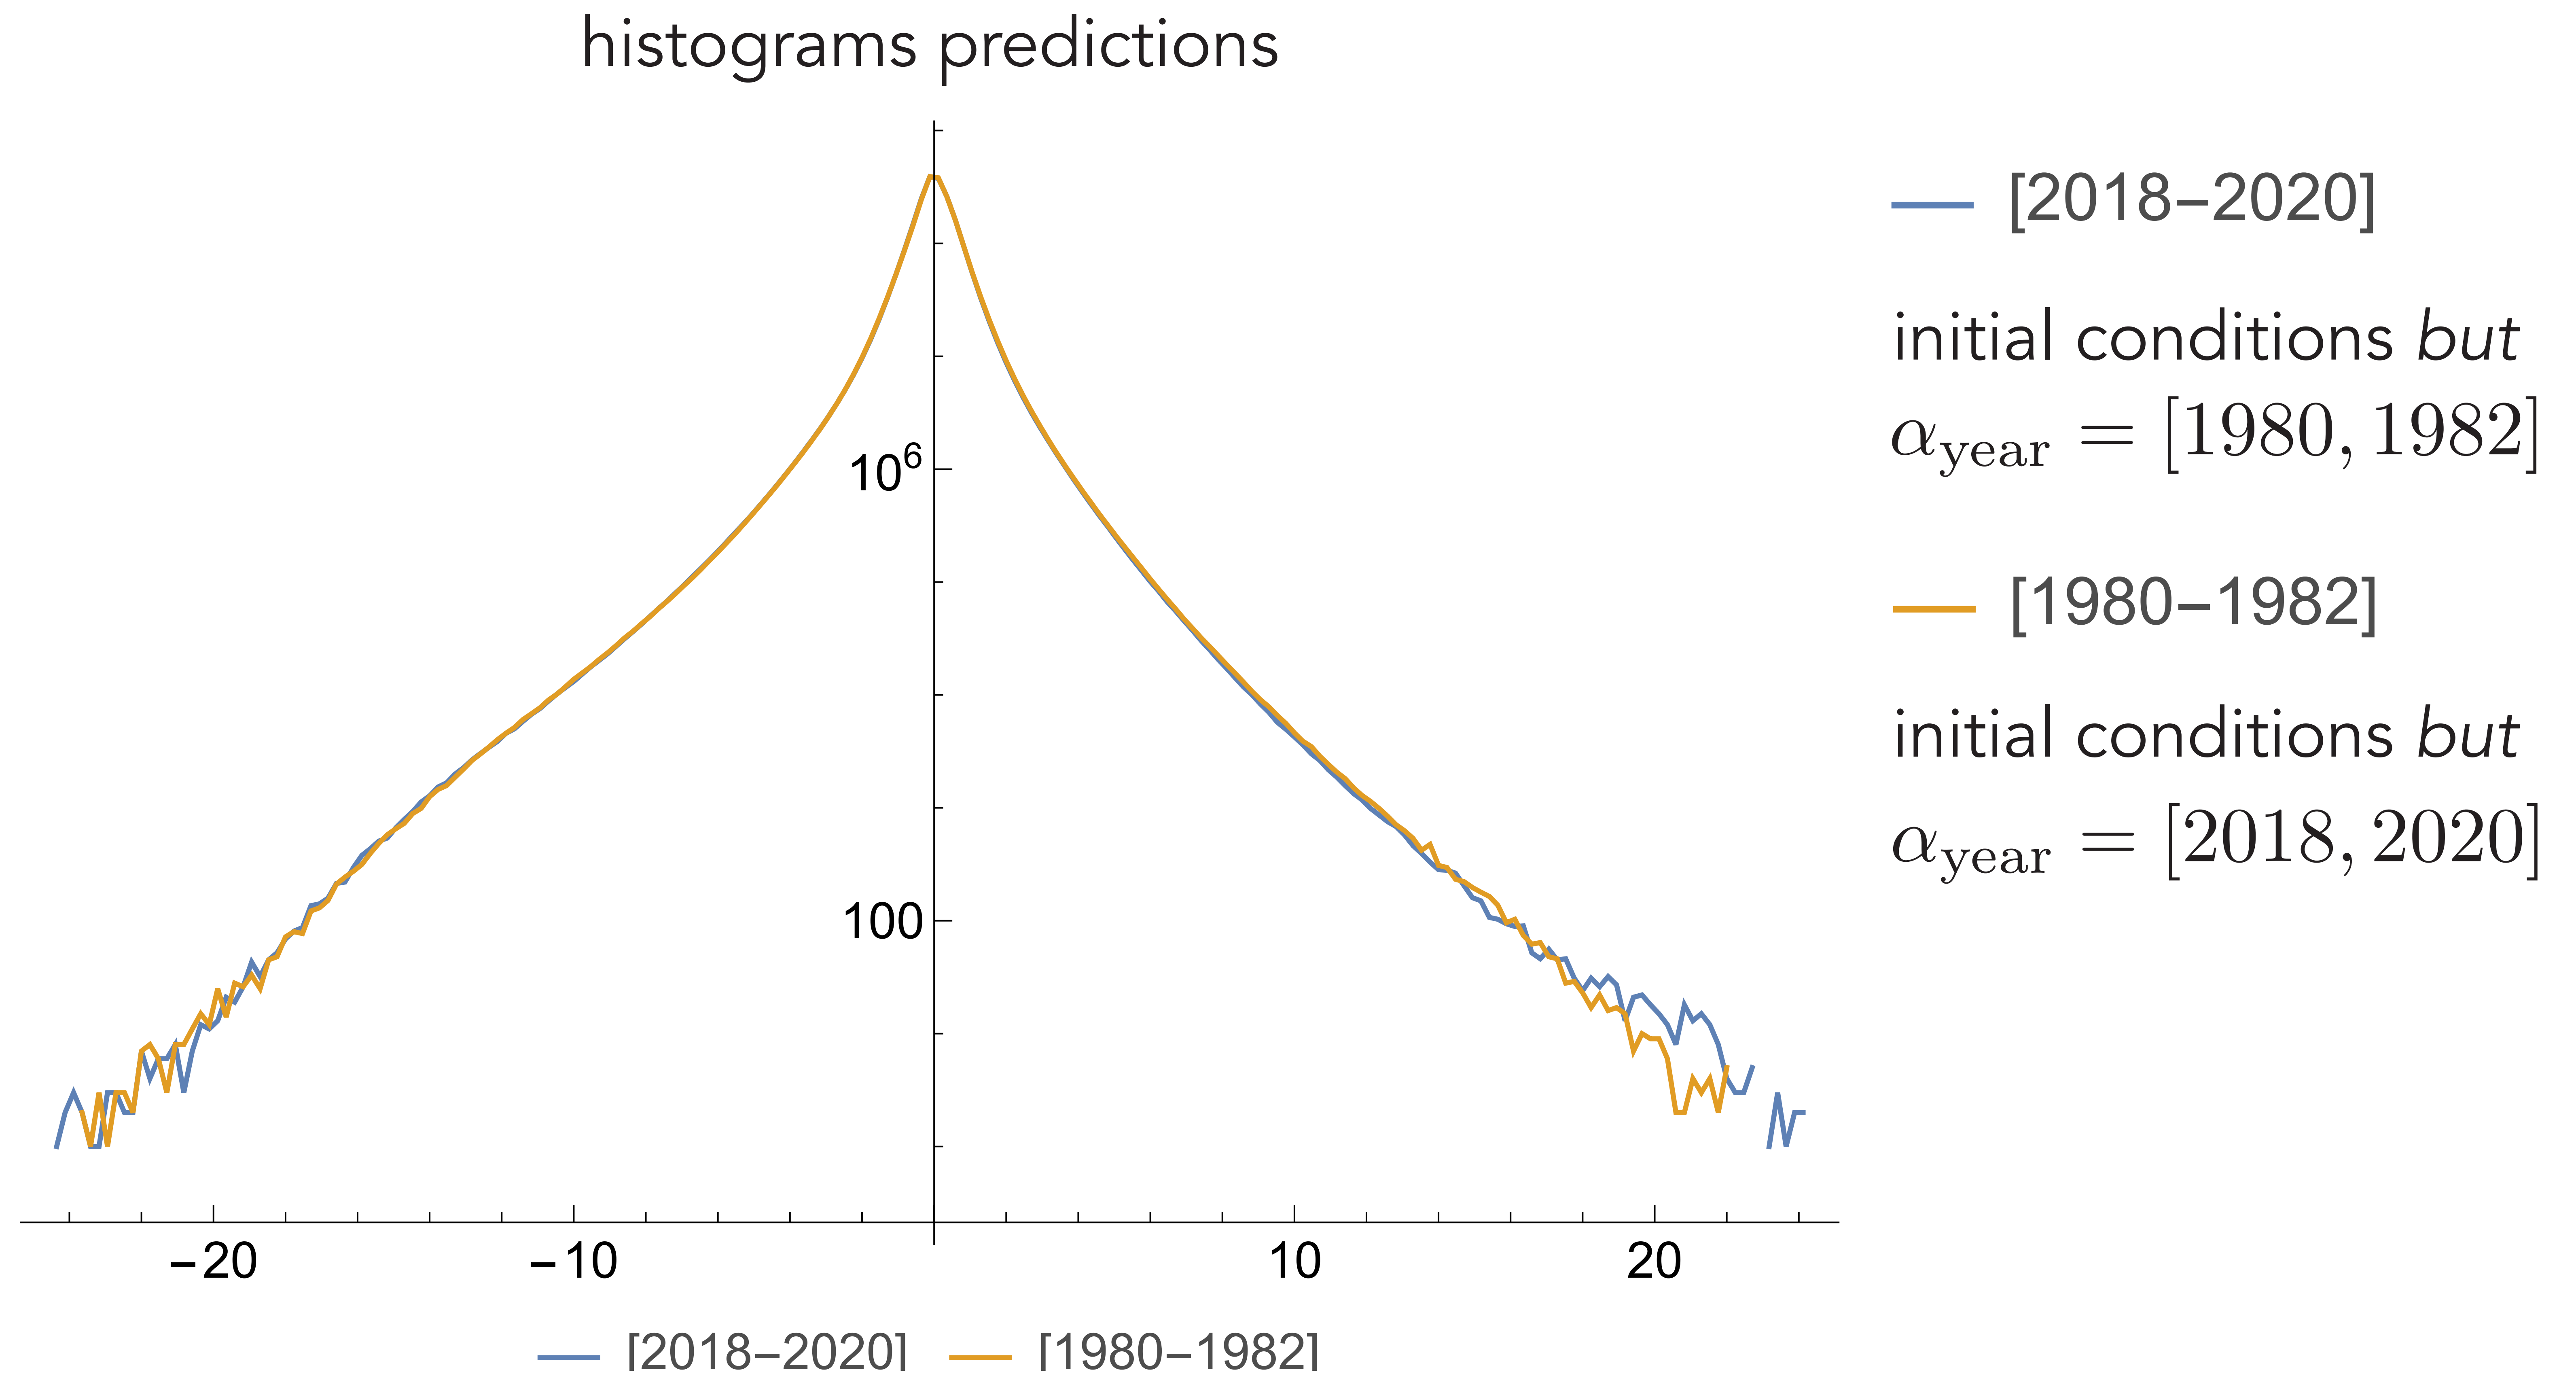 histograms predictions
10^6
100
−20 −10 10 20
[2018–2020] [1980–1982]
[2018–2020]
initial conditions but
α_year = [1980, 1982]
[1980–1982]
initial conditions but
α_year = [2018, 2020]